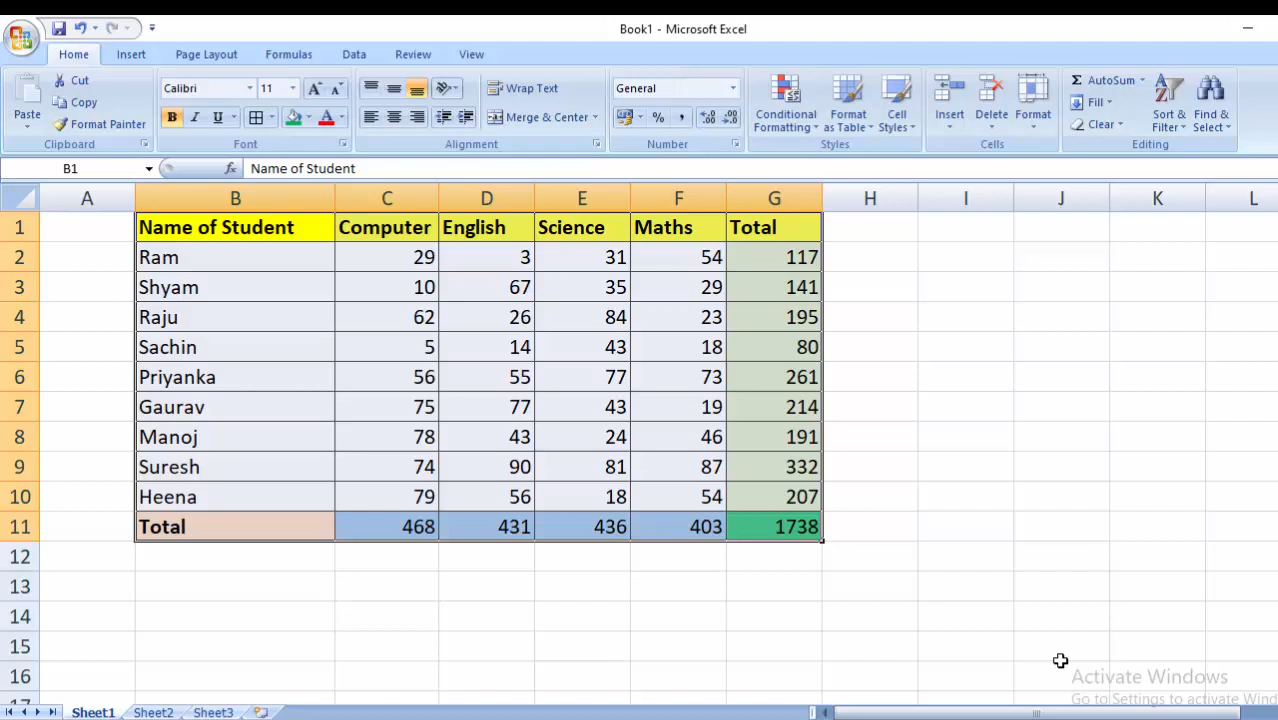 Book1 - Microsoft Excel
Home Insert Page Layout Formulas Data Review View
Paste
Cut
Copy
Format Painter
Clipboard
Calibri 11 A A
B I U A
Font
Wrap Text
Merge & Center
Alignment
General
% , .0 .00 .00 .0
Number
Conditional Formatting
Format as Table
Cell Styles
Styles
Insert Delete Format
Cells
Σ AutoSum
Fill
Clear
Sort & Filter
Find & Select
Editing
B1 fx Name of Student
A B C D E F G H I J K L
1 Name of Student Computer English Science Maths Total
2 Ram 29 3 31 54 117
3 Shyam 10 67 35 29 141
4 Raju 62 26 84 23 195
5 Sachin 5 14 43 18 80
6 Priyanka 56 55 77 73 261
7 Gaurav 75 77 43 19 214
8 Manoj 78 43 24 46 191
9 Suresh 74 90 81 87 332
10 Heena 79 56 18 54 207
11 Total 468 431 436 403 1738
12
13
14
15
16
17
Activate Windows
Go to Settings to activate Wind
Sheet1 Sheet2 Sheet3